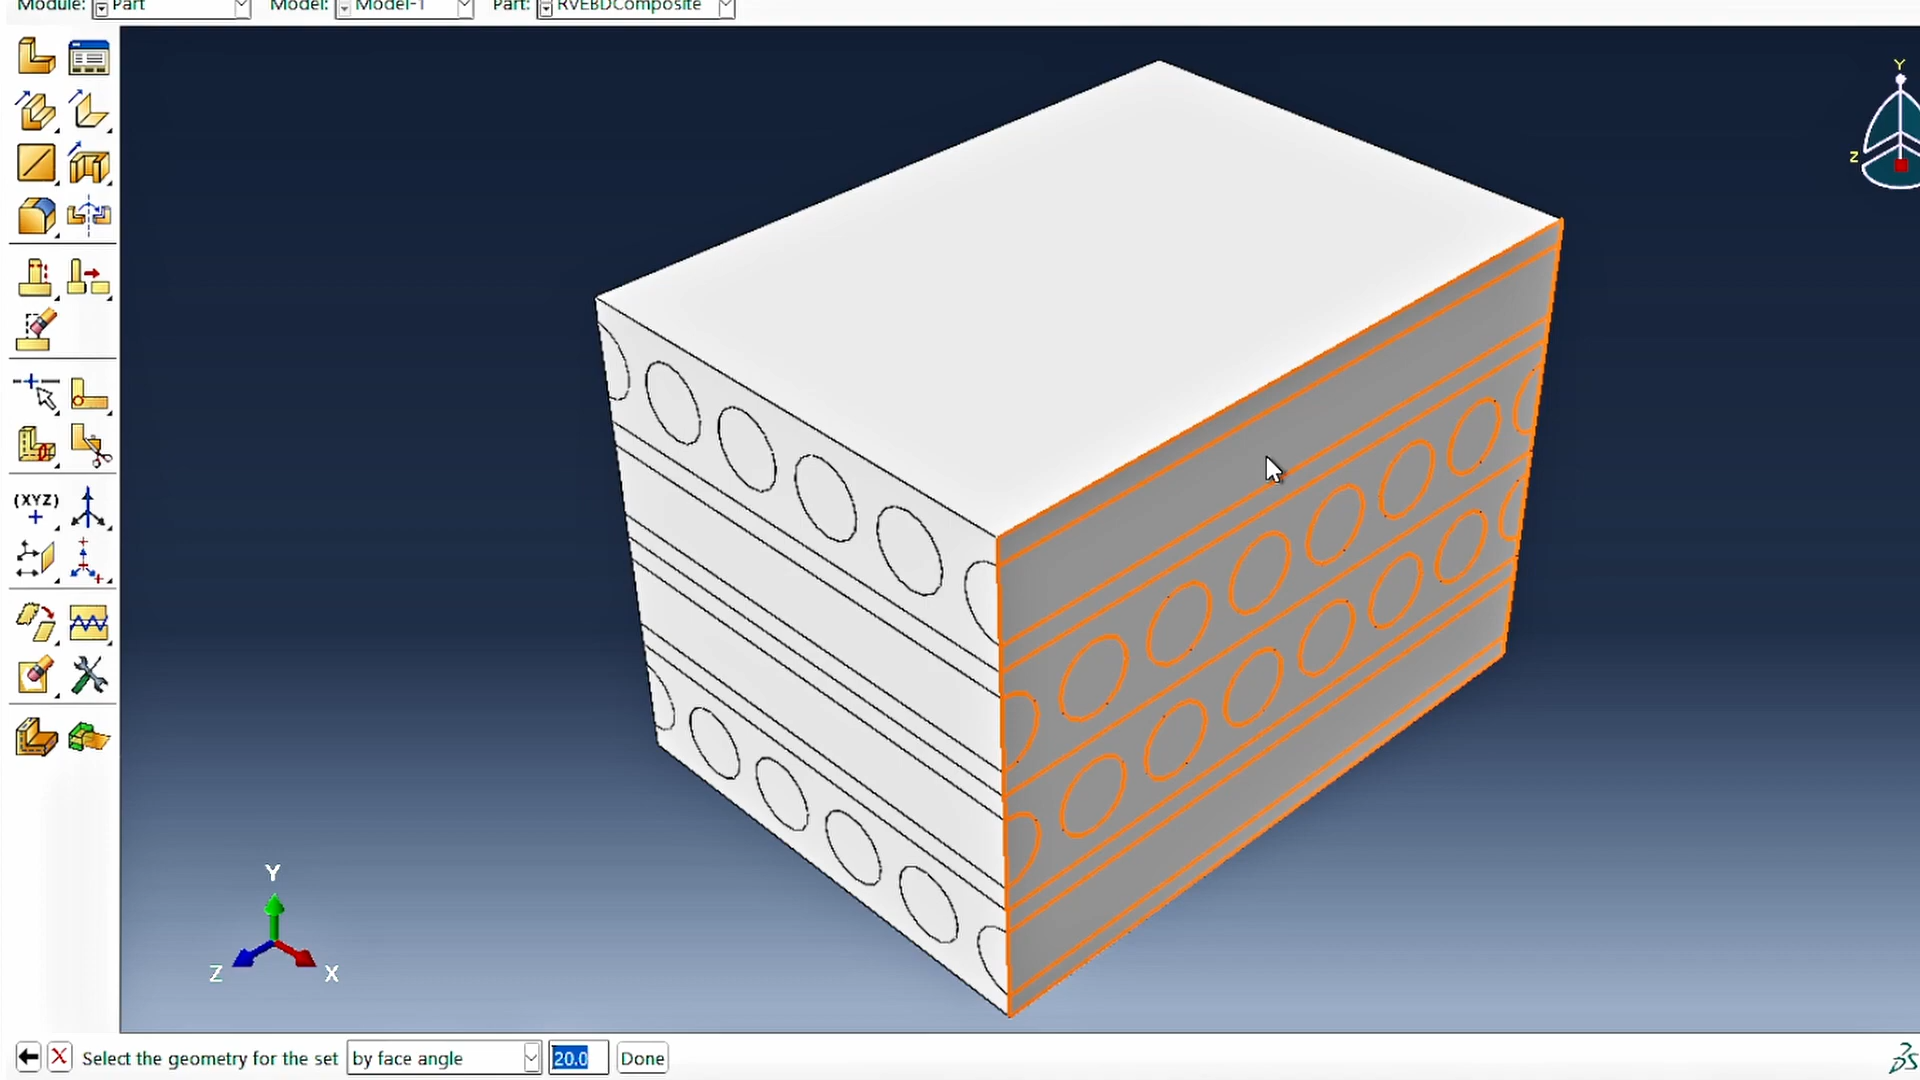 Module: Part Model: Model-1 Part: RVEBDComposite
Y
Z
(XYZ)
Y
Z X
Select the geometry for the set by face angle 20.0 Done